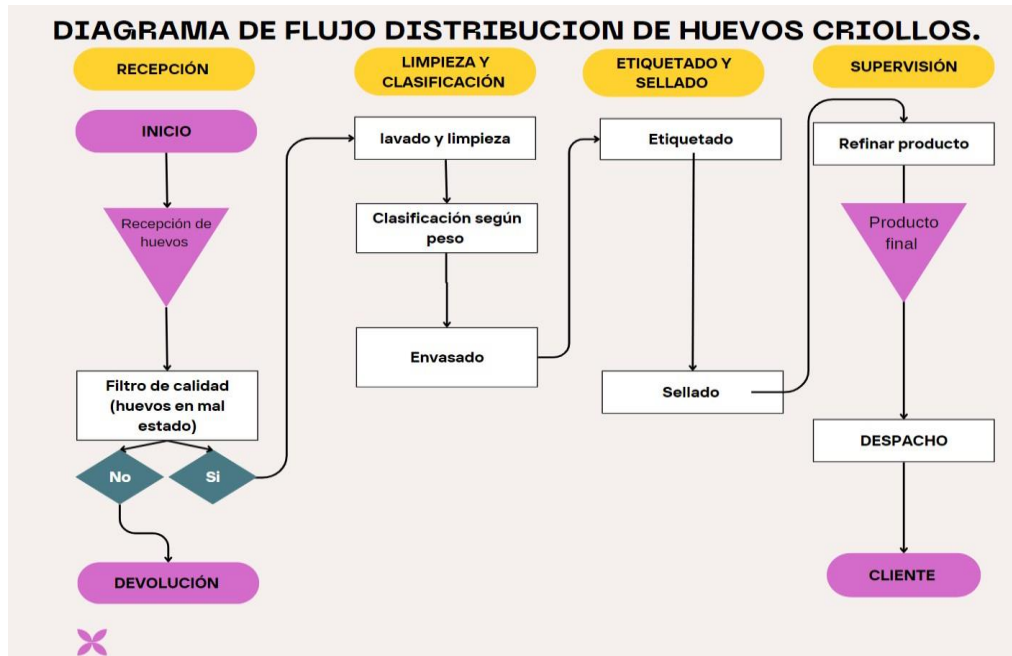 DIAGRAMA DE FLUJO DISTRIBUCION DE HUEVOS CRIOLLOS.
RECEPCIÓN
INICIO
Recepción de
huevos
Filtro de calidad
(huevos en mal
estado)
No
Si
DEVOLUCIÓN
LIMPIEZA Y
CLASIFICACIÓN
lavado y limpieza
Clasificación según
peso
Envasado
ETIQUETADO Y
SELLADO
Etiquetado
Sellado
SUPERVISIÓN
Refinar producto
Producto
final
DESPACHO
CLIENTE